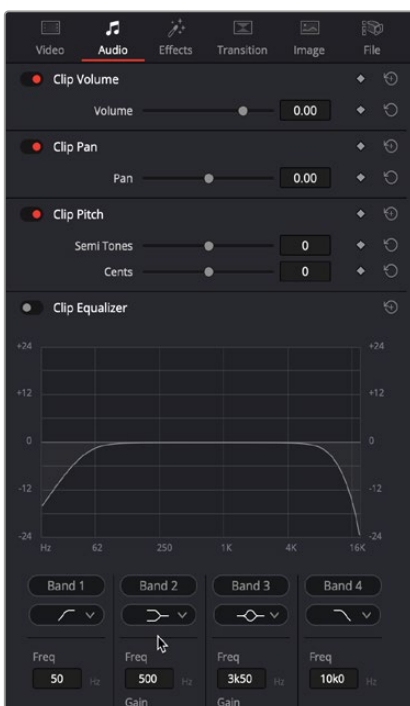 Video Audio Effects Transition Image File
Clip Volume
Volume 0.00
Clip Pan
Pan 0.00
Clip Pitch
Semi Tones 0
Cents 0
Clip Equalizer
+24 +24
+12 +12
0 0
-12 -12
-24 -24
Hz 62 250 1K 4K 16K
Band 1 Band 2 Band 3 Band 4
Freq Freq Freq Freq
50 Hz 500 Hz 3k50 Hz 10k0 Hz
Gain Gain